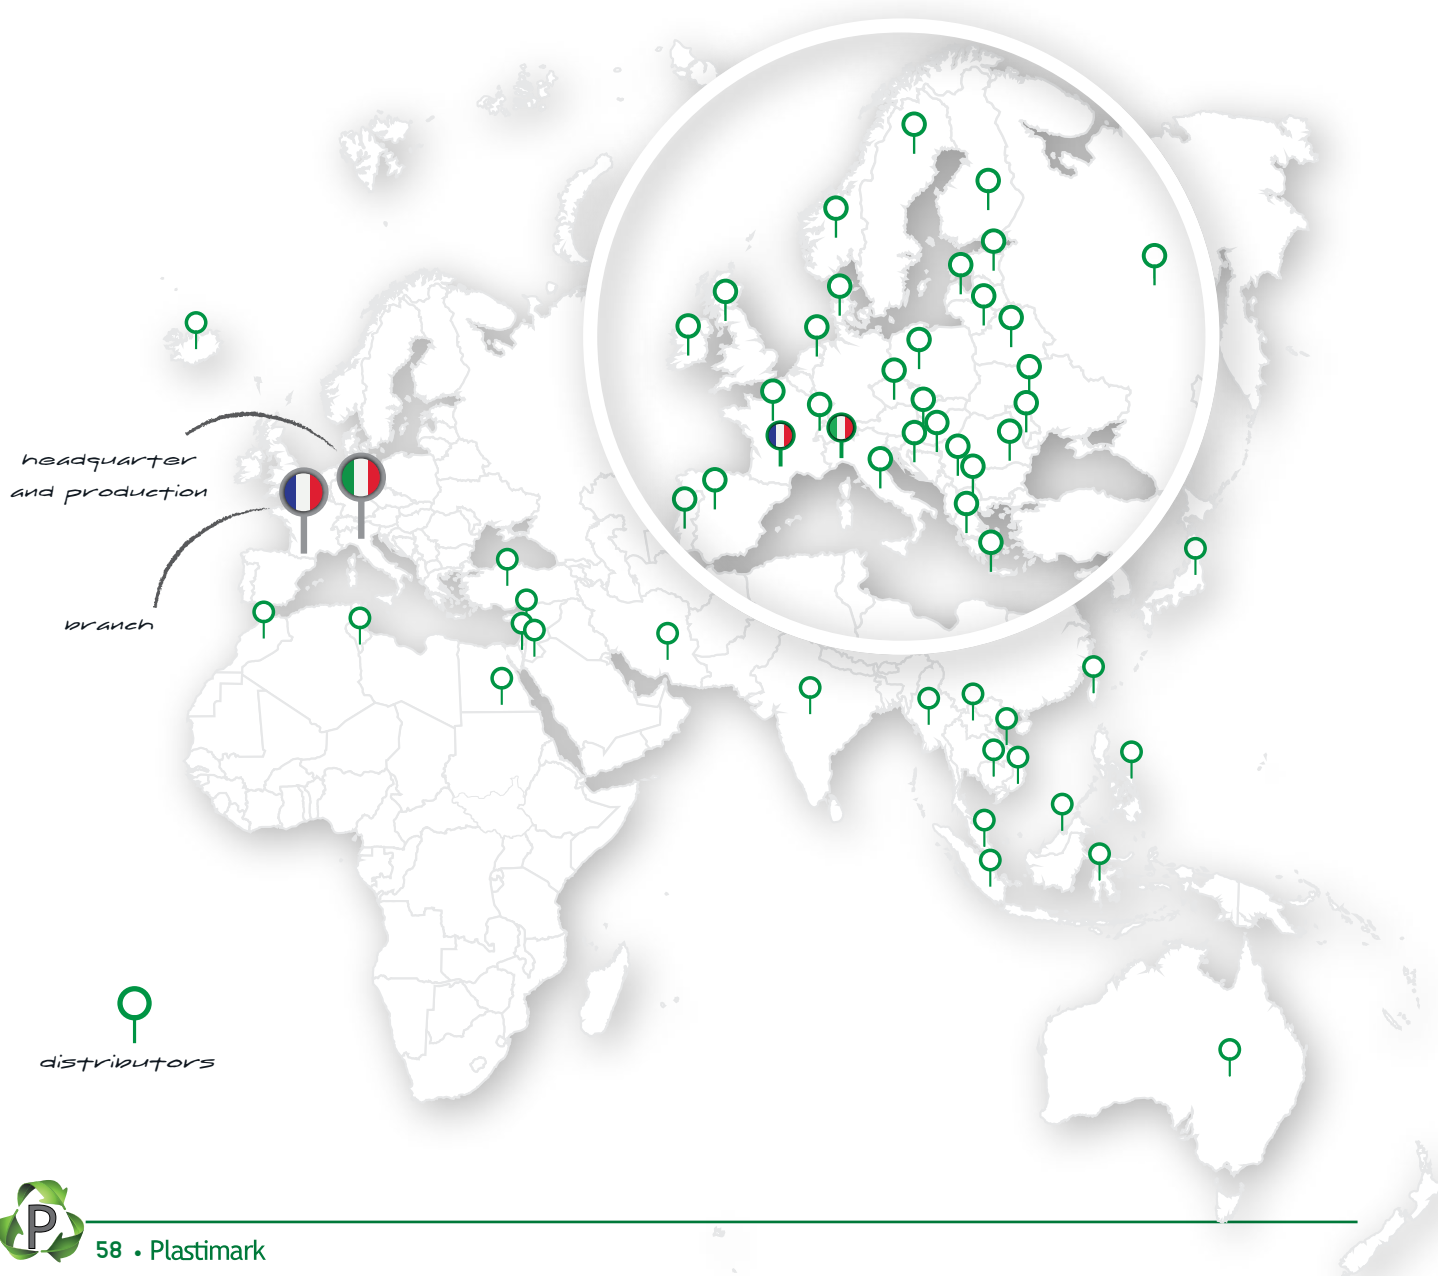 headquarter
and production
branch
distributors
P
58 • Plastimark